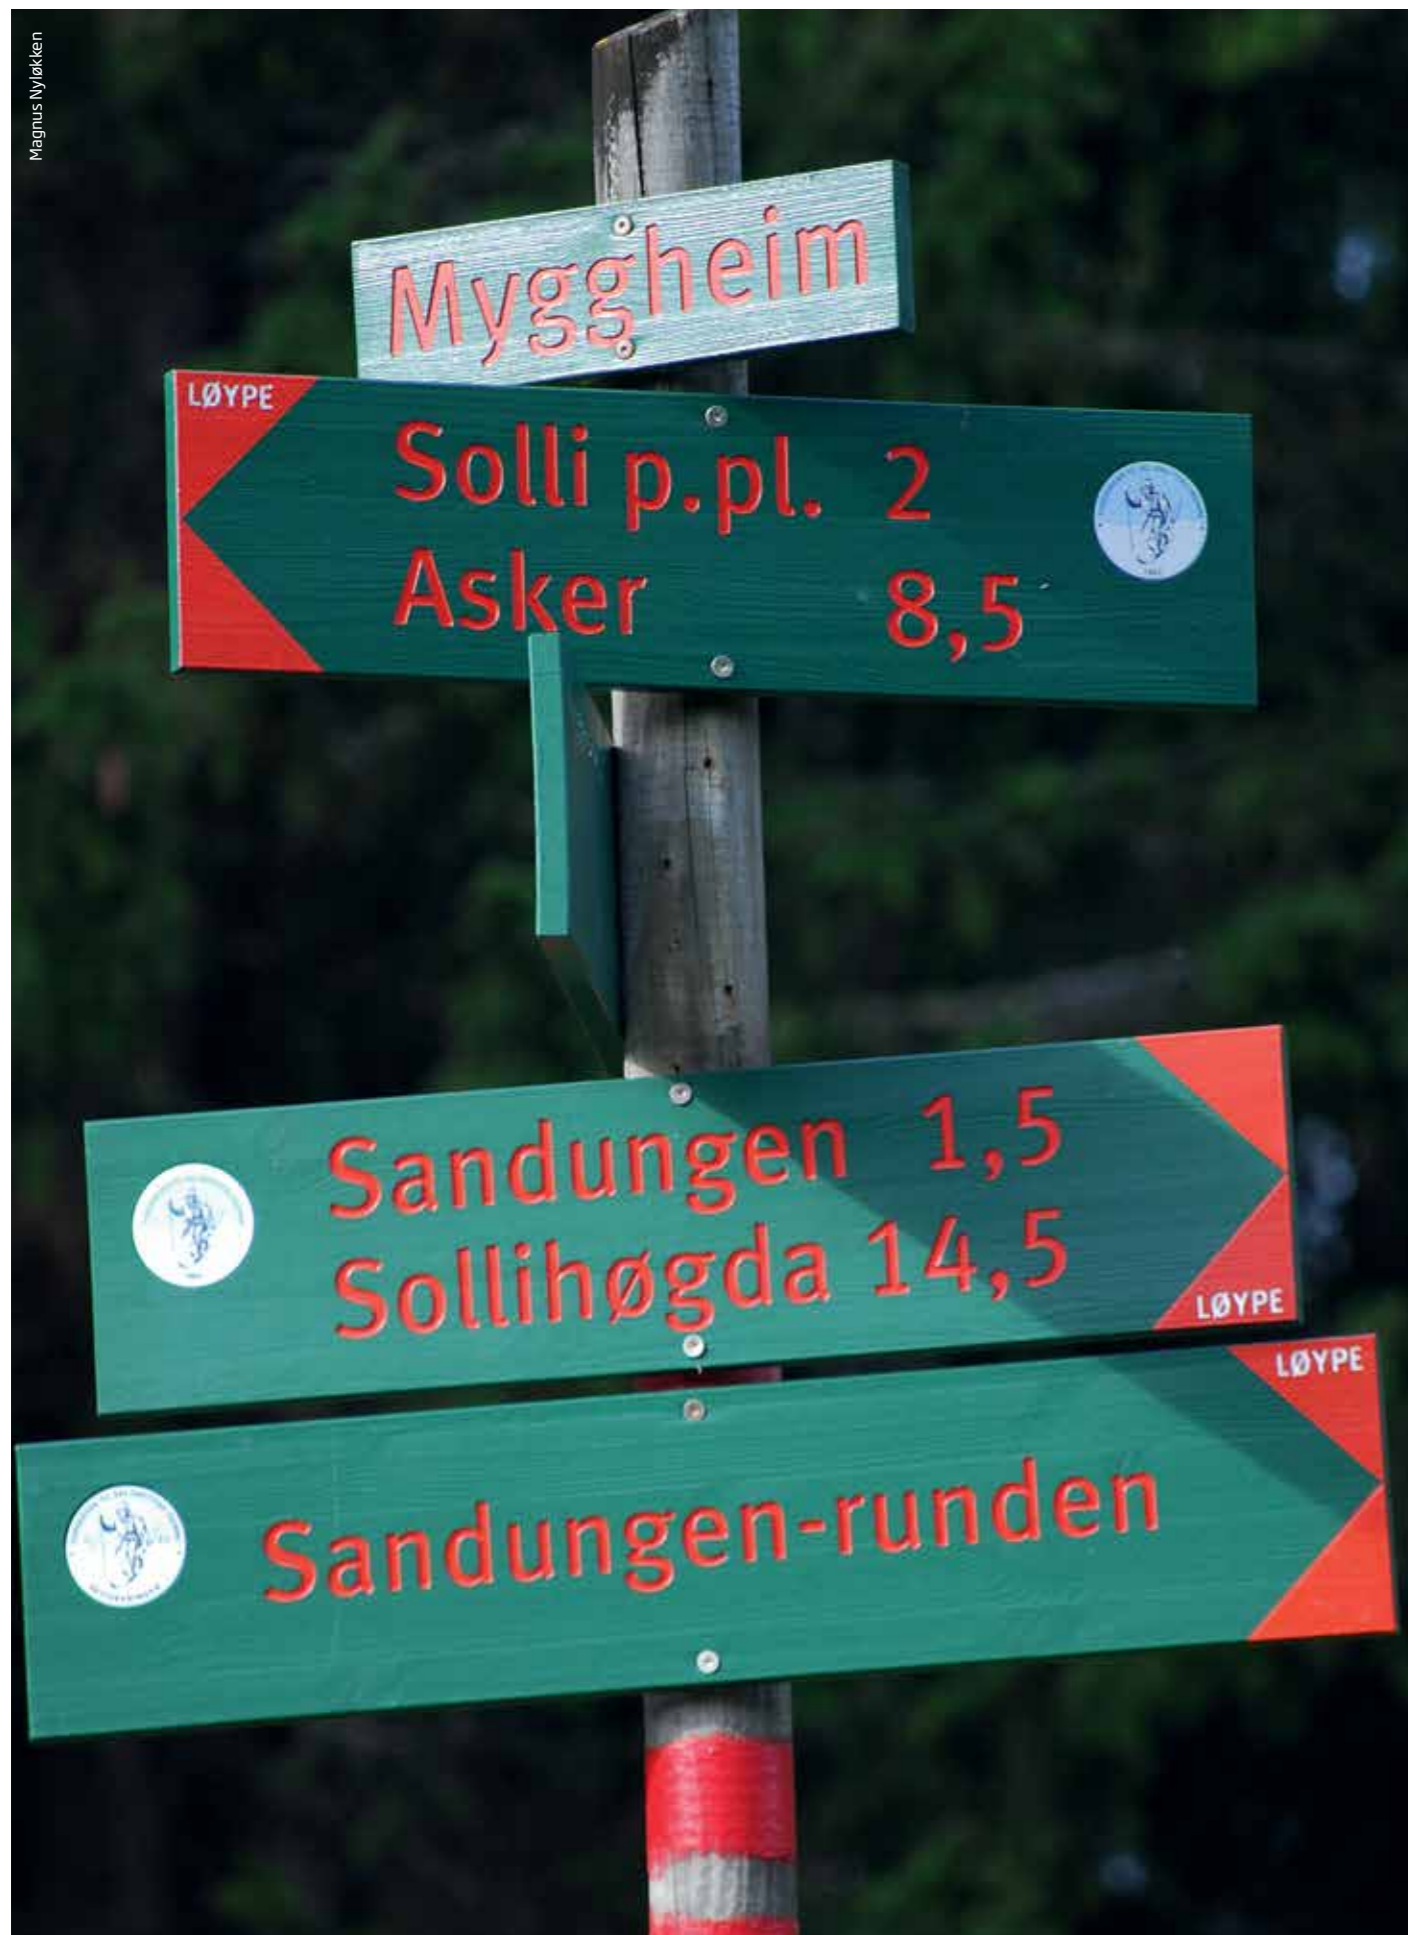 Magnus Nyløkken
Myggheim
LØYPE
Solli p.pl. 2
Asker 8,5
Sandungen 1,5
Sollihøgda 14,5
LØYPE
LØYPE
Sandungen-runden